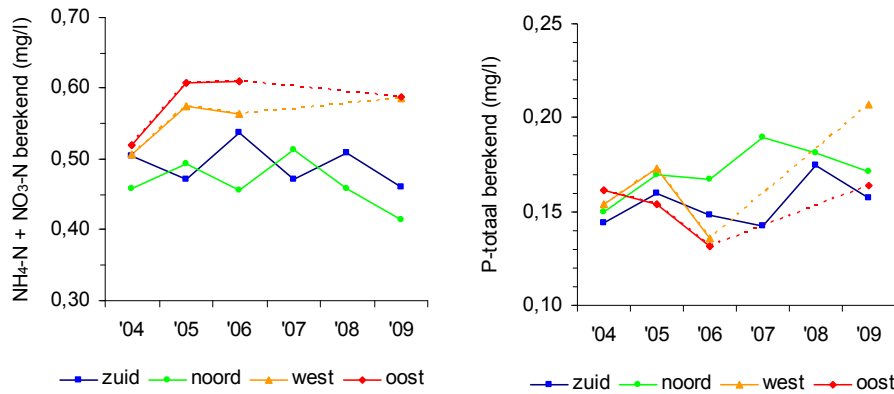 NH₄-N + NO₃-N berekend (mg/l)
0,70
0,60
0,50
0,40
0,30
'04 '05 '06 '07 '08 '09
zuid noord west oost
P-totaal berekend (mg/l)
0,25
0,20
0,15
0,10
'04 '05 '06 '07 '08 '09
zuid noord west oost